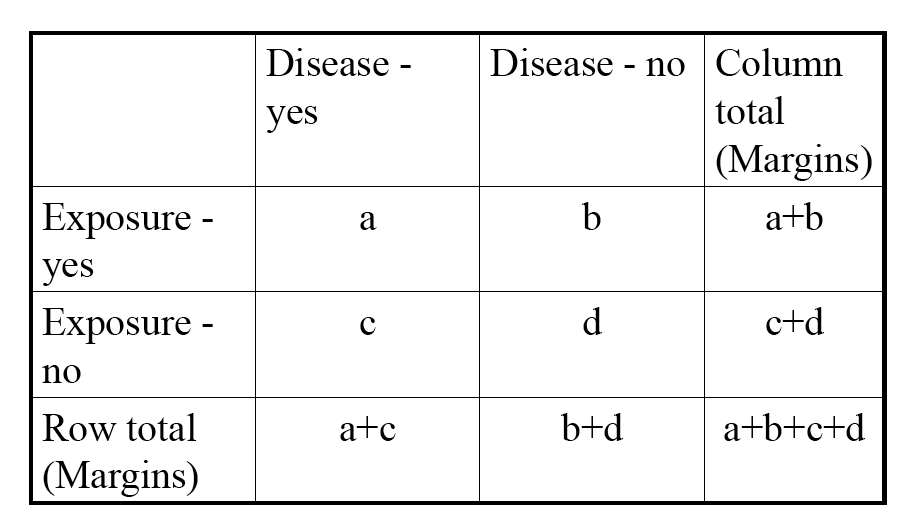 Disease - yes
Disease - no
Column total (Margins)
Exposure - yes
a
b
a+b
Exposure - no
c
d
c+d
Row total (Margins)
a+c
b+d
a+b+c+d